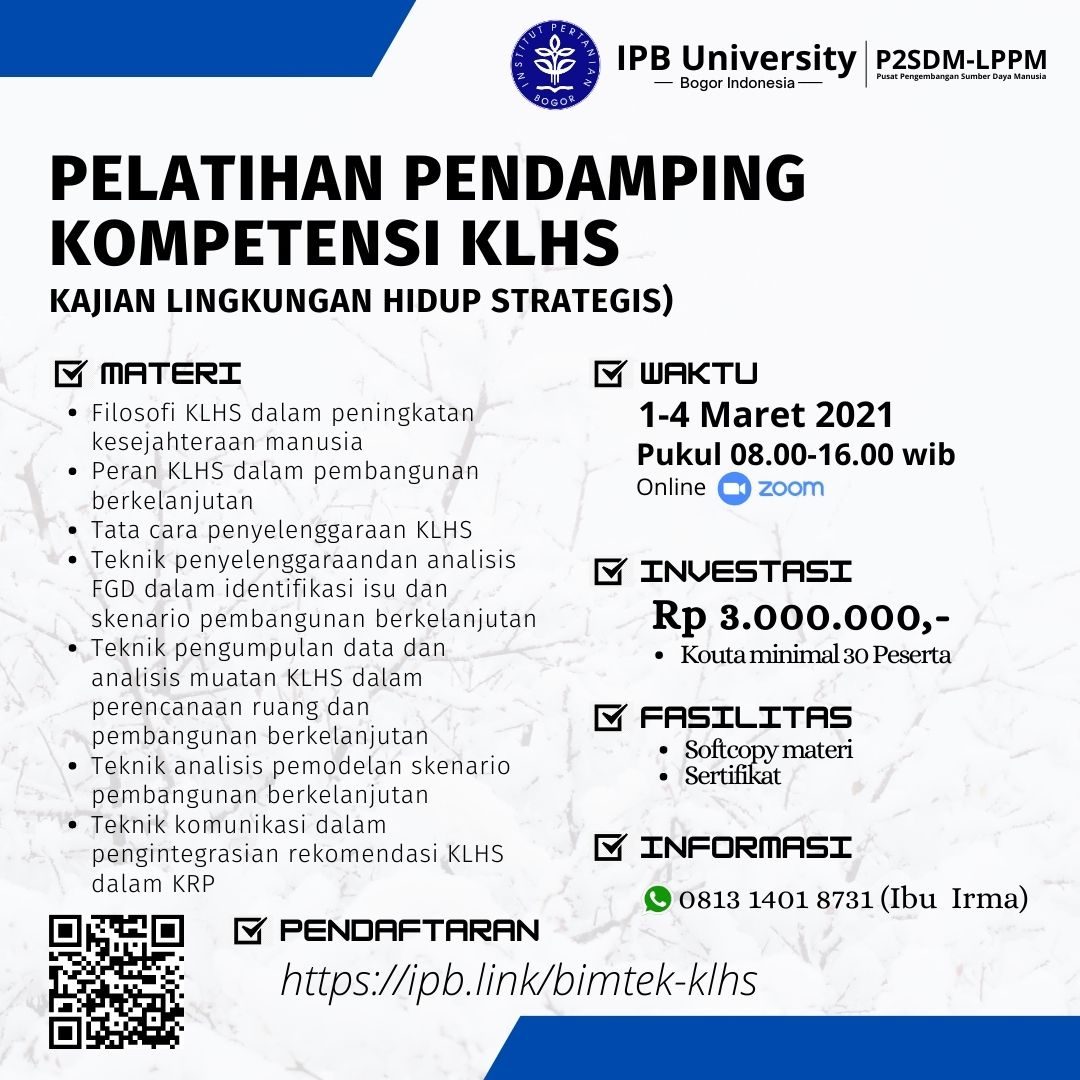 INSTITUT PERTANIAN
BOGOR
IPB University
Bogor Indonesia
P2SDM-LPPM
Pusat Pengembangan Sumber Daya Manusia
PELATIHAN PENDAMPING
KOMPETENSI KLHS
KAJIAN LINGKUNGAN HIDUP STRATEGIS)
MATERI
• Filosofi KLHS dalam peningkatan
kesejahteraan manusia
• Peran KLHS dalam pembangunan
berkelanjutan
• Tata cara penyelenggaraan KLHS
• Teknik penyelenggaraandan analisis
FGD dalam identifikasi isu dan
skenario pembangunan berkelanjutan
• Teknik pengumpulan data dan
analisis muatan KLHS dalam
perencanaan ruang dan
pembangunan berkelanjutan
• Teknik analisis pemodelan skenario
pembangunan berkelanjutan
• Teknik komunikasi dalam
pengintegrasian rekomendasi KLHS
dalam KRP
WAKTU
1-4 Maret 2021
Pukul 08.00-16.00 wib
Online zoom
INVESTASI
Rp 3.000.000,-
• Kouta minimal 30 Peserta
FASILITAS
• Softcopy materi
• Sertifikat
INFORMASI
0813 1401 8731 (Ibu Irma)
PENDAFTARAN
https://ipb.link/bimtek-klhs